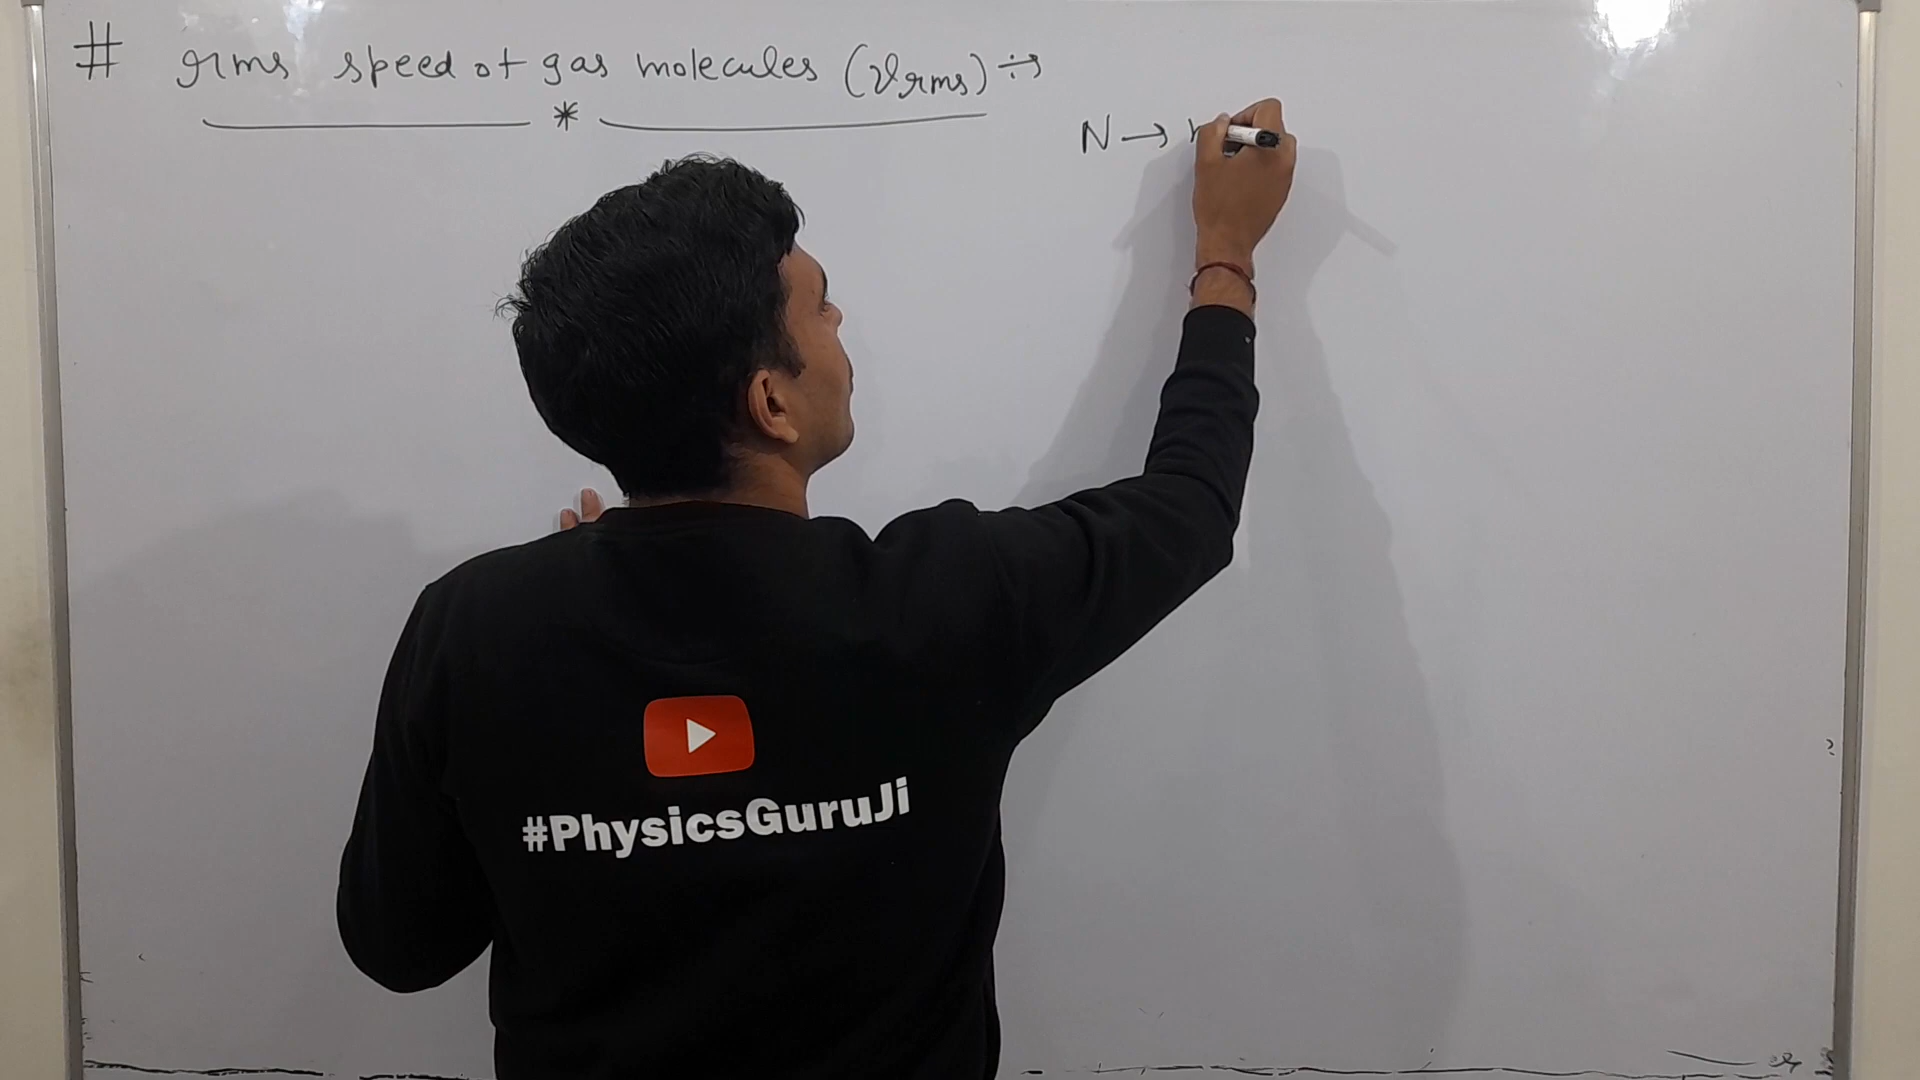 # rms speed of gas molecules (vrms) ÷→
*
N →
#PhysicsGuruJi